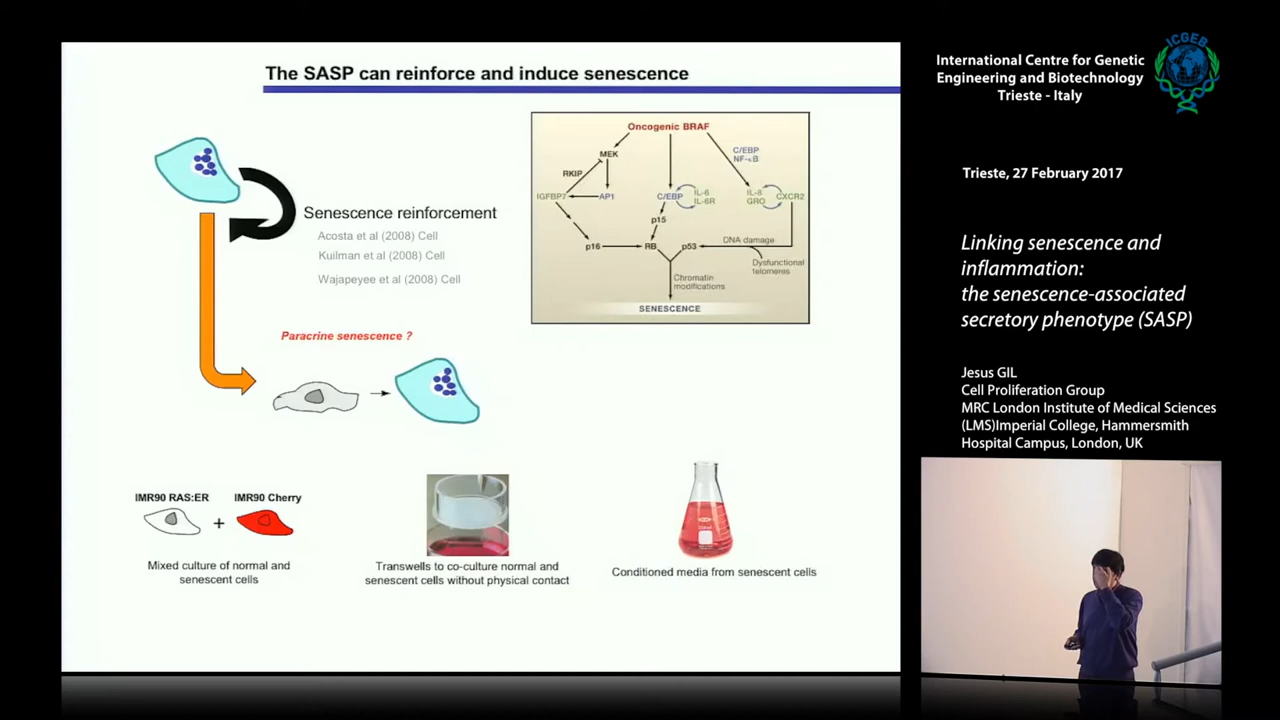 The SASP can reinforce and induce senescence
Senescence reinforcement
Acosta et al (2008) Cell
Kuilman et al (2008) Cell
Wajapeyee et al (2008) Cell
Oncogenic BRAF
MEK
C/EBP
NF-κB
RKIP
IGFBP7
AP1
C/EBP
IL-6
IL-6R
IL-8
GRO
CXCR2
p15
p16
RB
p53
DNA damage
Dysfunctional
telomeres
Chromatin
modifications
SENESCENCE
Paracrine senescence ?
IMR90 RAS:ER
+
IMR90 Cherry
Mixed culture of normal and
senescent cells
Transwells to co-culture normal and
senescent cells without physical contact
Conditioned media from senescent cells
International Centre for Genetic
Engineering and Biotechnology
Trieste - Italy
ICGEB
Trieste, 27 February 2017
Linking senescence and
inflammation:
the senescence-associated
secretory phenotype (SASP)
Jesus GIL
Cell Proliferation Group
MRC London Institute of Medical Sciences
(LMS)Imperial College, Hammersmith
Hospital Campus, London, UK